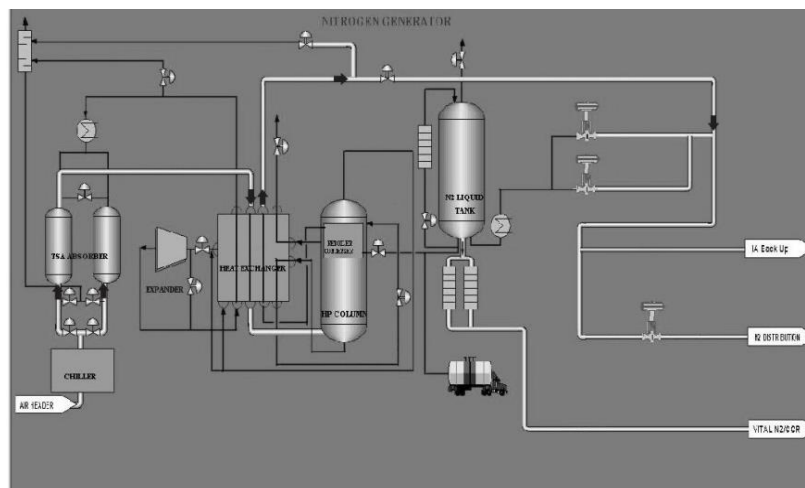 NITROGEN GENERATOR
N2 LIQUID
TANK
TSA ABSORBER
HEAT EXCHANGER
EXPANDER
HP COLUMN
IA Back Up
N2 DISTRIBUTION
CHILLER
AIR HEADER
VITAL N2/CCR